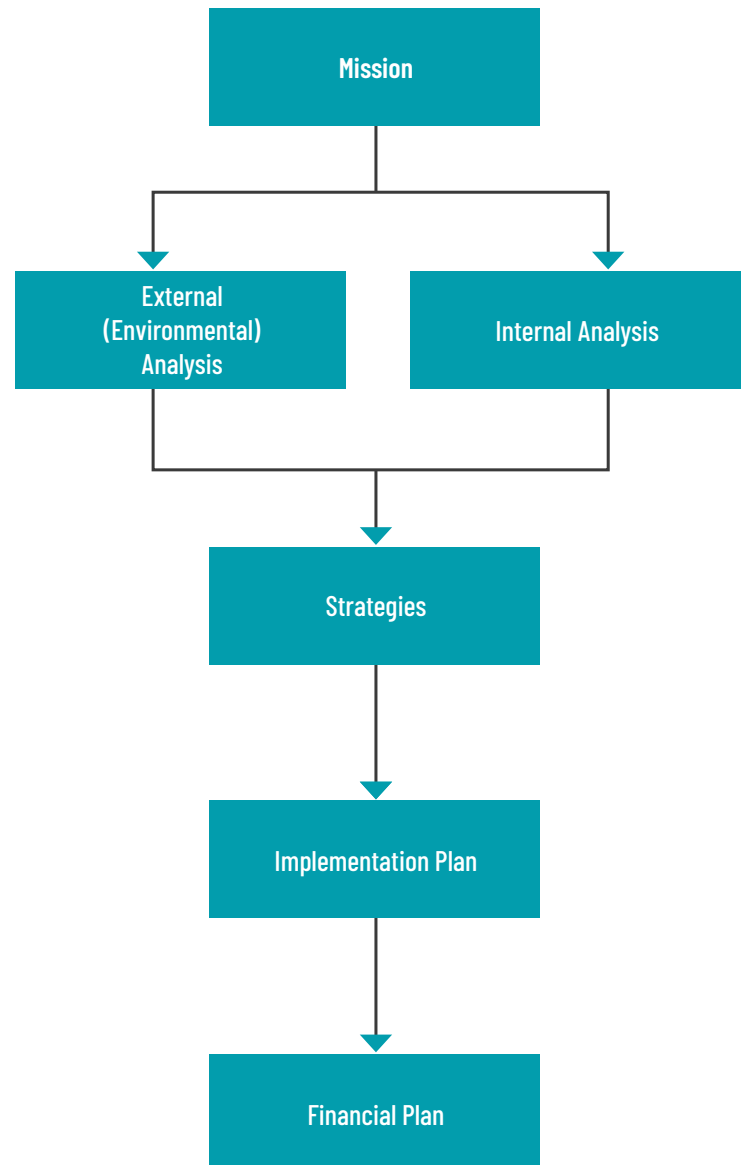 Mission
External
(Environmental)
Analysis
Internal Analysis
Strategies
Implementation Plan
Financial Plan